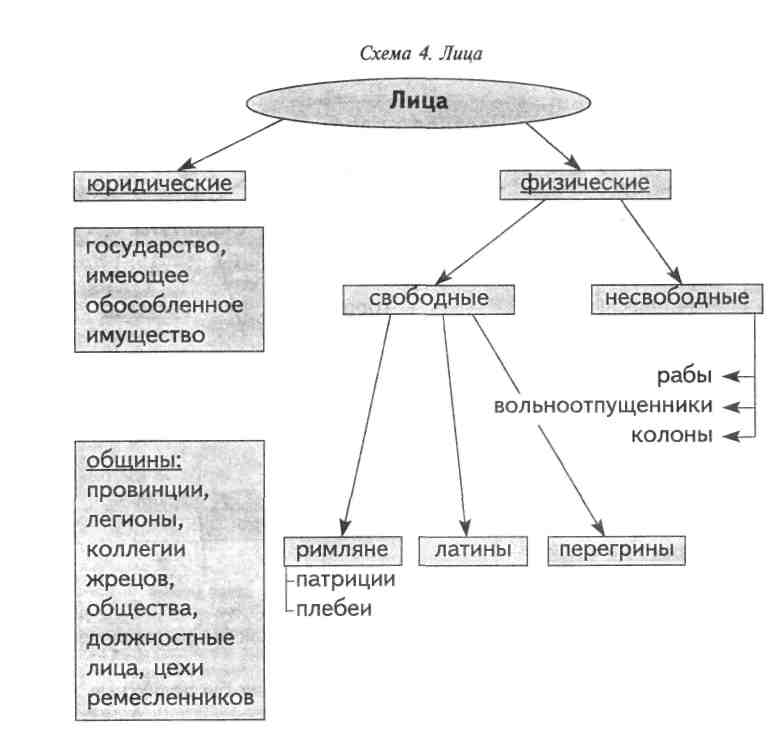 Схема 4. Лица
Лица
юридические
физические
государство,
имеющее
обособленное
имущество
свободные
несвободные
рабы
вольноотпущенники
колоны
общины:
провинции,
легионы,
коллегии
жрецов,
общества,
должностные
лица, цехи
ремесленников
римляне
патриции
плебеи
латины
перегрины